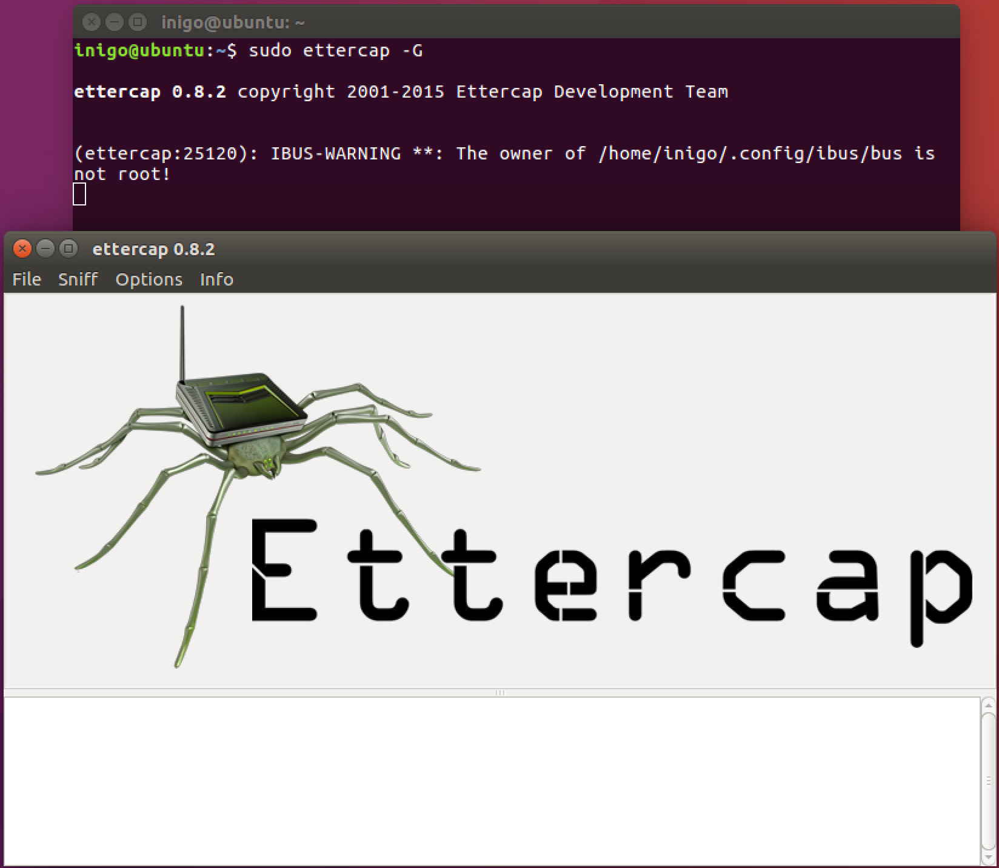 inigo@ubuntu: ~
inigo@ubuntu:~$ sudo ettercap -G
ettercap 0.8.2 copyright 2001-2015 Ettercap Development Team
(ettercap:25120): IBUS-WARNING **: The owner of /home/inigo/.config/ibus/bus is
not root!
ettercap 0.8.2
File Sniff Options Info
Ettercap